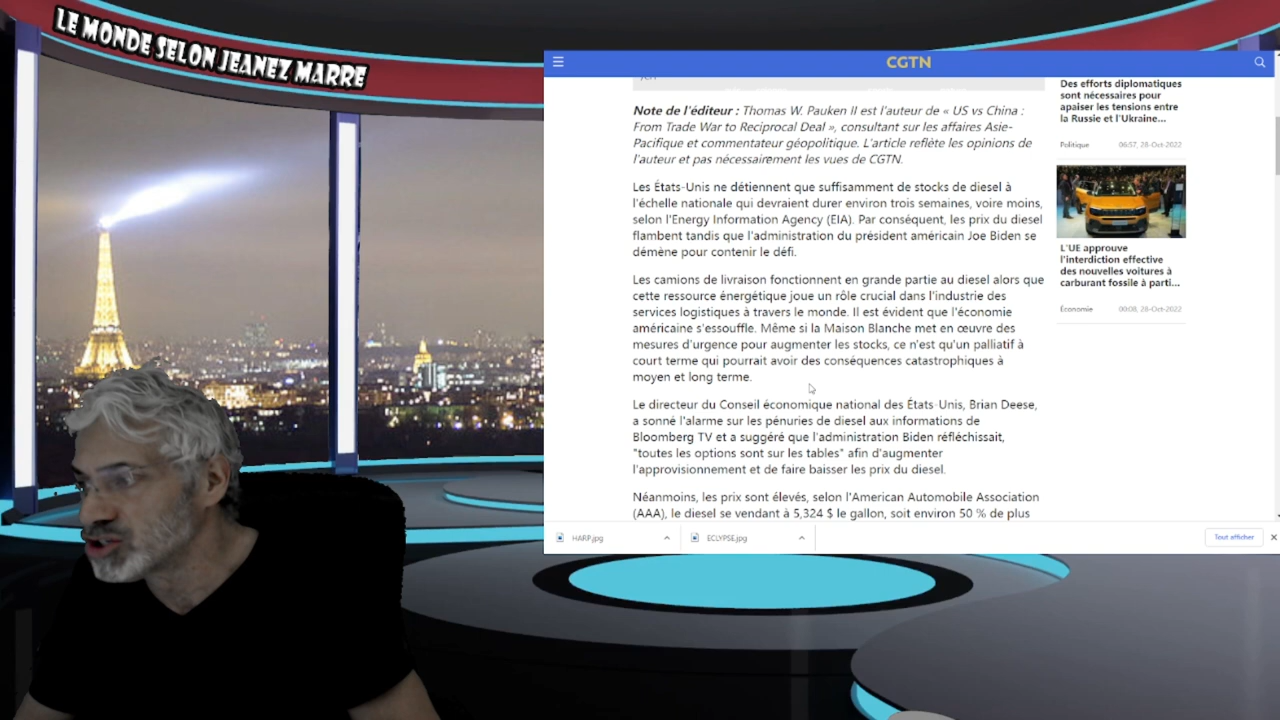 LE MONDE SELON JEANEZ MARRE
CGTN
Note de l'éditeur : Thomas W. Pauken II est l'auteur de « US vs China :
From Trade War to Reciprocal Deal », consultant sur les affaires Asie-
Pacifique et commentateur géopolitique. L'article reflète les opinions de
l'auteur et pas nécessairement les vues de CGTN.
Les États-Unis ne détiennent que suffisamment de stocks de diesel à
l'échelle nationale qui devraient durer environ trois semaines, voire moins,
selon l'Energy Information Agency (EIA). Par conséquent, les prix du diesel
flambent tandis que l'administration du président américain Joe Biden se
démène pour contenir le défi.
Les camions de livraison fonctionnent en grande partie au diesel alors que
cette ressource énergétique joue un rôle crucial dans l'industrie des
services logistiques à travers le monde. Il est évident que l'économie
américaine s'essouffle. Même si la Maison Blanche met en œuvre des
mesures d'urgence pour augmenter les stocks, ce n'est qu'un palliatif à
court terme qui pourrait avoir des conséquences catastrophiques à
moyen et long terme.
Le directeur du Conseil économique national des États-Unis, Brian Deese,
a sonné l'alarme sur les pénuries de diesel aux informations de
Bloomberg TV et a suggéré que l'administration Biden réfléchissait,
"toutes les options sont sur les tables" afin d'augmenter
l'approvisionnement et de faire baisser les prix du diesel.
Néanmoins, les prix sont élevés, selon l'American Automobile Association
(AAA), le diesel se vendant à 5,324 $ le gallon, soit environ 50 % de plus
Des efforts diplomatiques
sont nécessaires pour
apaiser les tensions entre
la Russie et l'Ukraine...
Politique 06:57, 28-Oct-2022
L'UE approuve
l'interdiction effective
des nouvelles voitures à
carburant fossile à parti...
Économie 00:08, 28-Oct-2022
HARP.jpg
ECLYPSE.jpg
Tout afficher